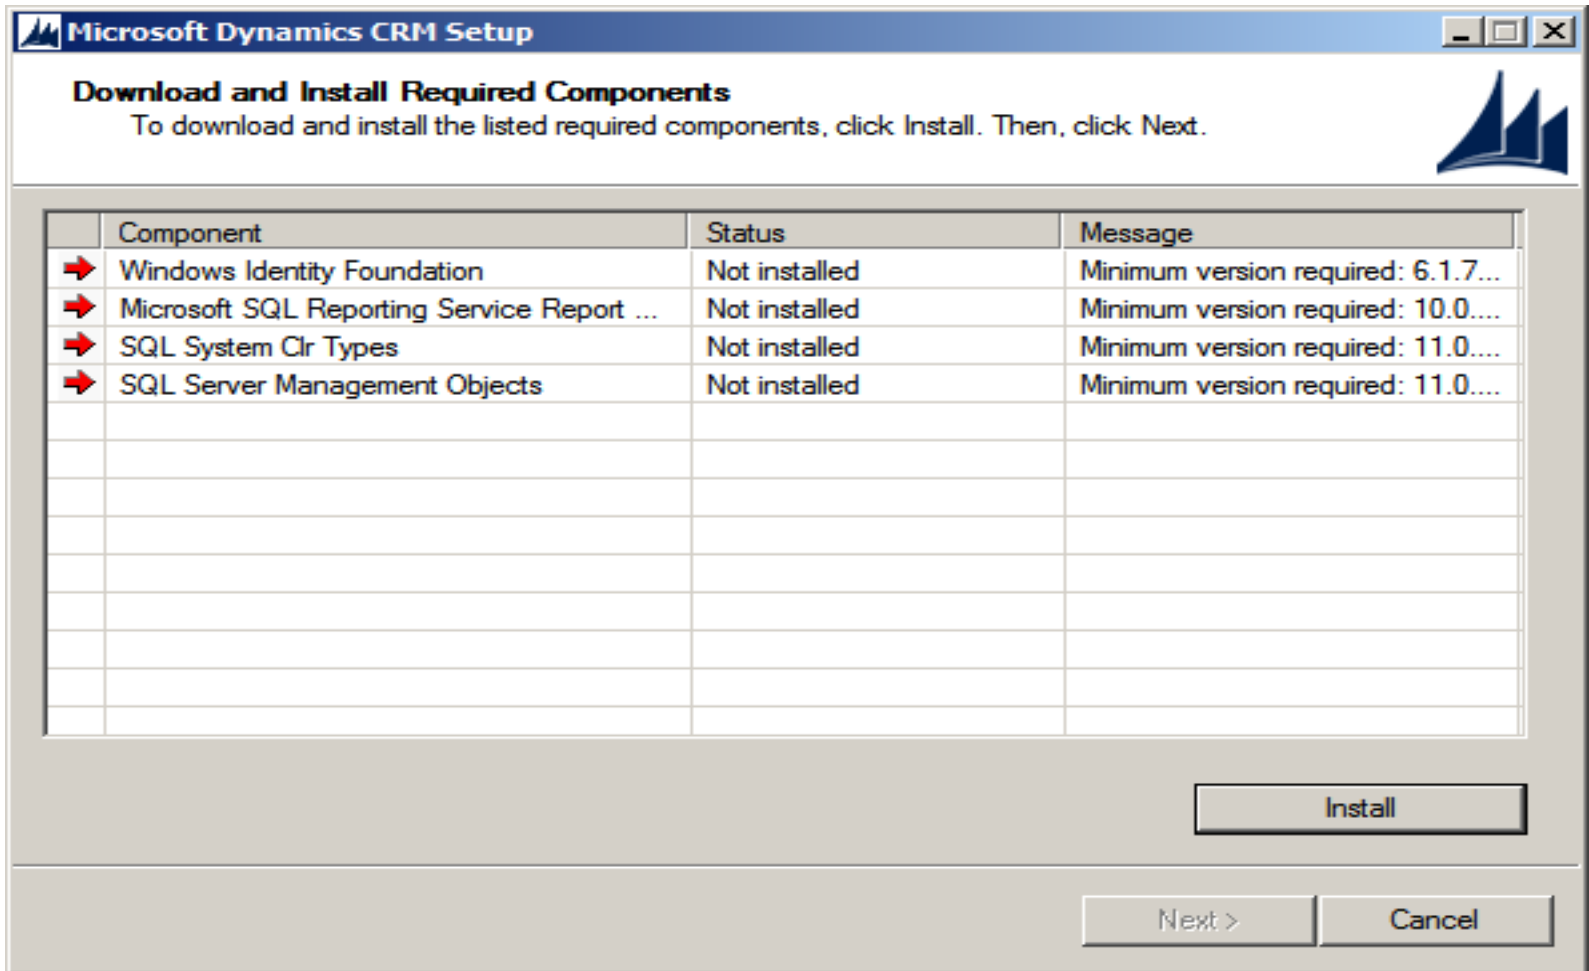 Microsoft Dynamics CRM Setup
Download and Install Required Components
To download and install the listed required components, click Install. Then, click Next.
Component Status Message
Windows Identity Foundation Not installed Minimum version required: 6.1.7...
Microsoft SQL Reporting Service Report ... Not installed Minimum version required: 10.0....
SQL System Clr Types Not installed Minimum version required: 11.0....
SQL Server Management Objects Not installed Minimum version required: 11.0....
Install
Next > Cancel